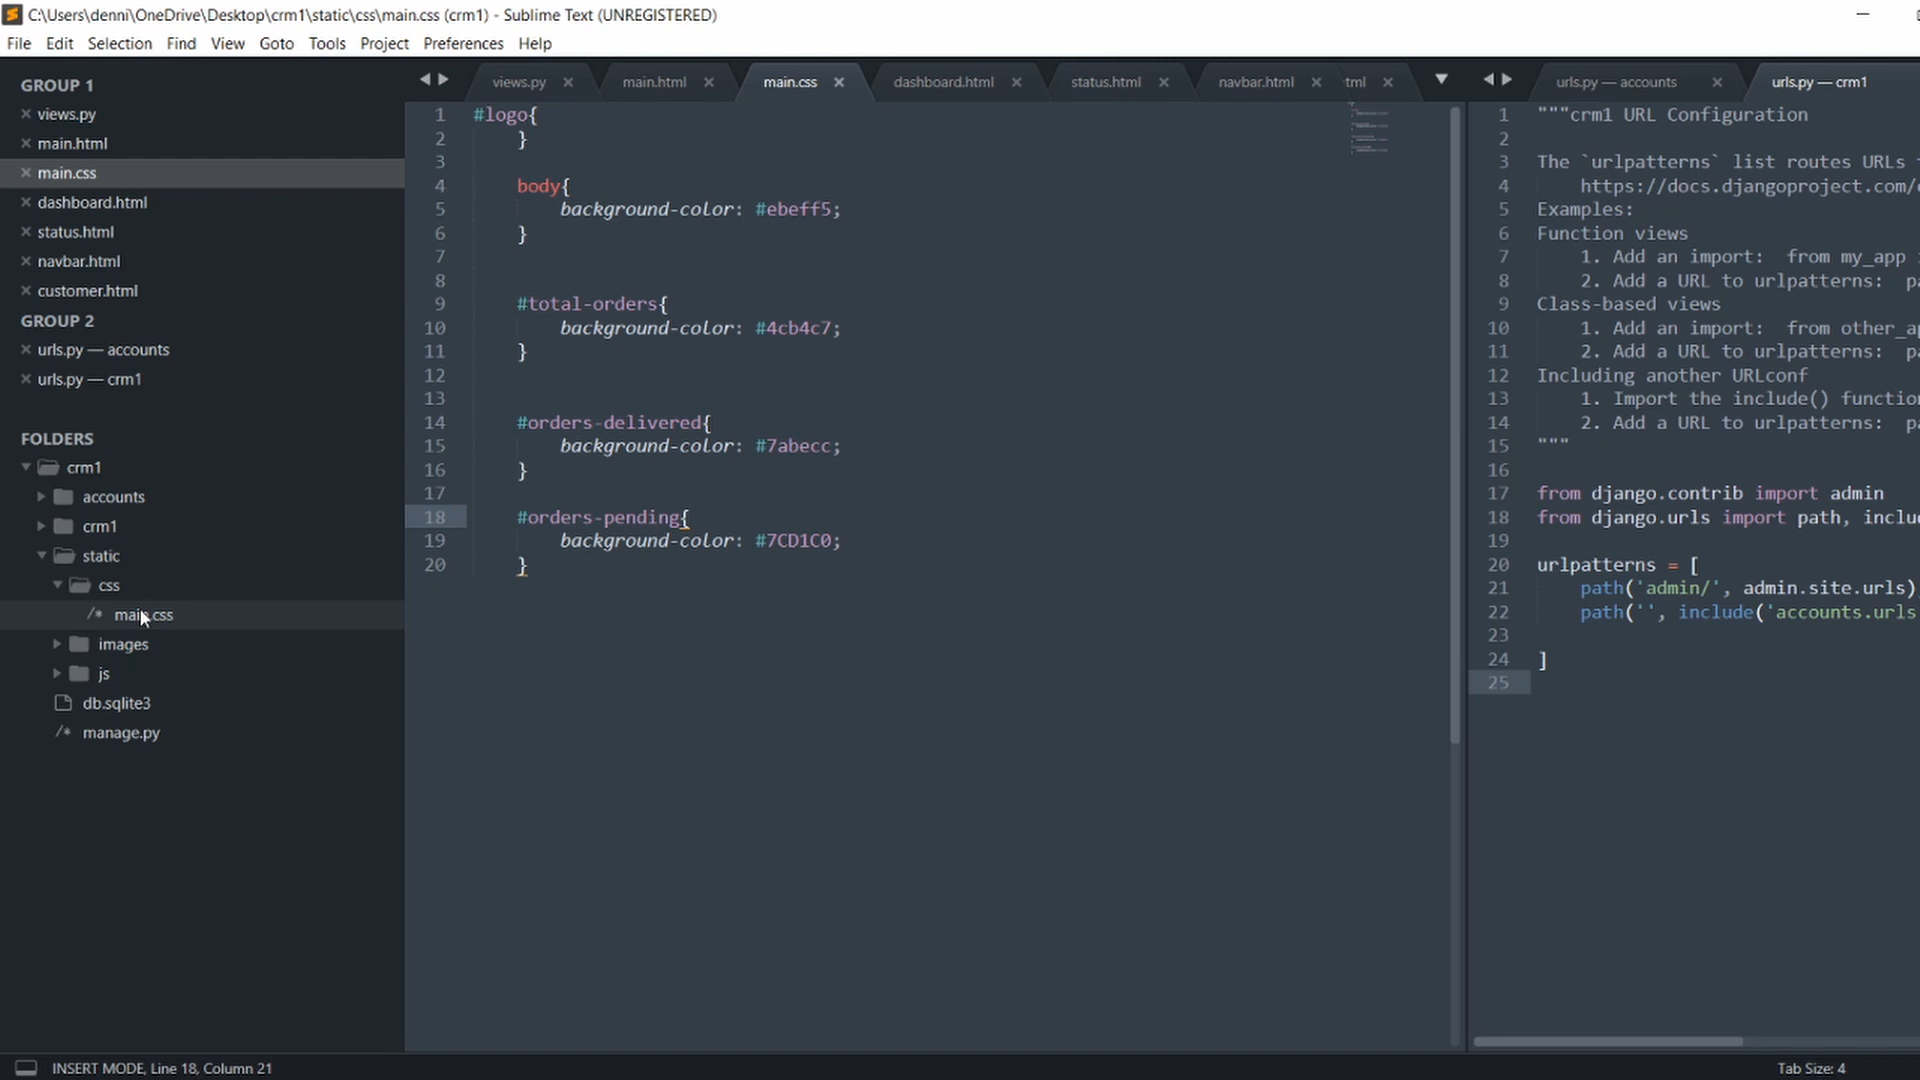 C:\Users\denni\OneDrive\Desktop\crm1\static\css\main.css (crm1) - Sublime Text (UNREGISTERED)
File Edit Selection Find View Goto Tools Project Preferences Help
GROUP 1
views.py
main.html
main.css
dashboard.html
status.html
navbar.html
customer.html
GROUP 2
urls.py — accounts
urls.py — crm1
FOLDERS
crm1
accounts
crm1
static
css
/* main.css
images
js
db.sqlite3
/* manage.py
views.py main.html main.css dashboard.html status.html navbar.html tml
1 #logo{
2 }
3
4 body{
5 background-color: #ebeff5;
6 }
7
8
9 #total-orders{
10 background-color: #4cb4c7;
11 }
12
13
14 #orders-delivered{
15 background-color: #7abecc;
16 }
17
18 #orders-pending{
19 background-color: #7CD1C0;
20 }
urls.py — accounts urls.py — crm1
1 """crm1 URL Configuration
2
3 The `urlpatterns` list routes URLs
4 https://docs.djangoproject.com/
5 Examples:
6 Function views
7 1. Add an import: from my_app
8 2. Add a URL to urlpatterns: pa
9 Class-based views
10 1. Add an import: from other_ap
11 2. Add a URL to urlpatterns: pa
12 Including another URLconf
13 1. Import the include() function
14 2. Add a URL to urlpatterns: pa
15 """
16
17 from django.contrib import admin
18 from django.urls import path, includ
19
20 urlpatterns = [
21 path('admin/', admin.site.urls)
22 path('', include('accounts.urls
23
24 ]
25
INSERT MODE, Line 18, Column 21
Tab Size: 4